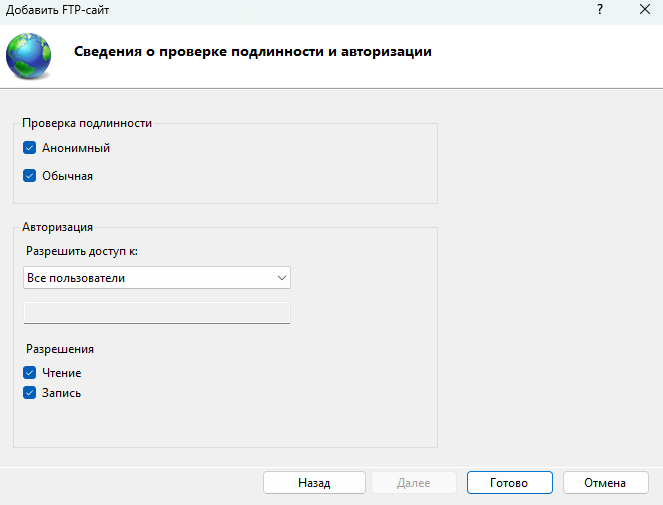 Добавить FTP-сайт
?
Сведения о проверке подлинности и авторизации
Проверка подлинности
Анонимный
Обычная
Авторизация
Разрешить доступ к:
Все пользователи
Разрешения
Чтение
Запись
Назад Далее Готово Отмена